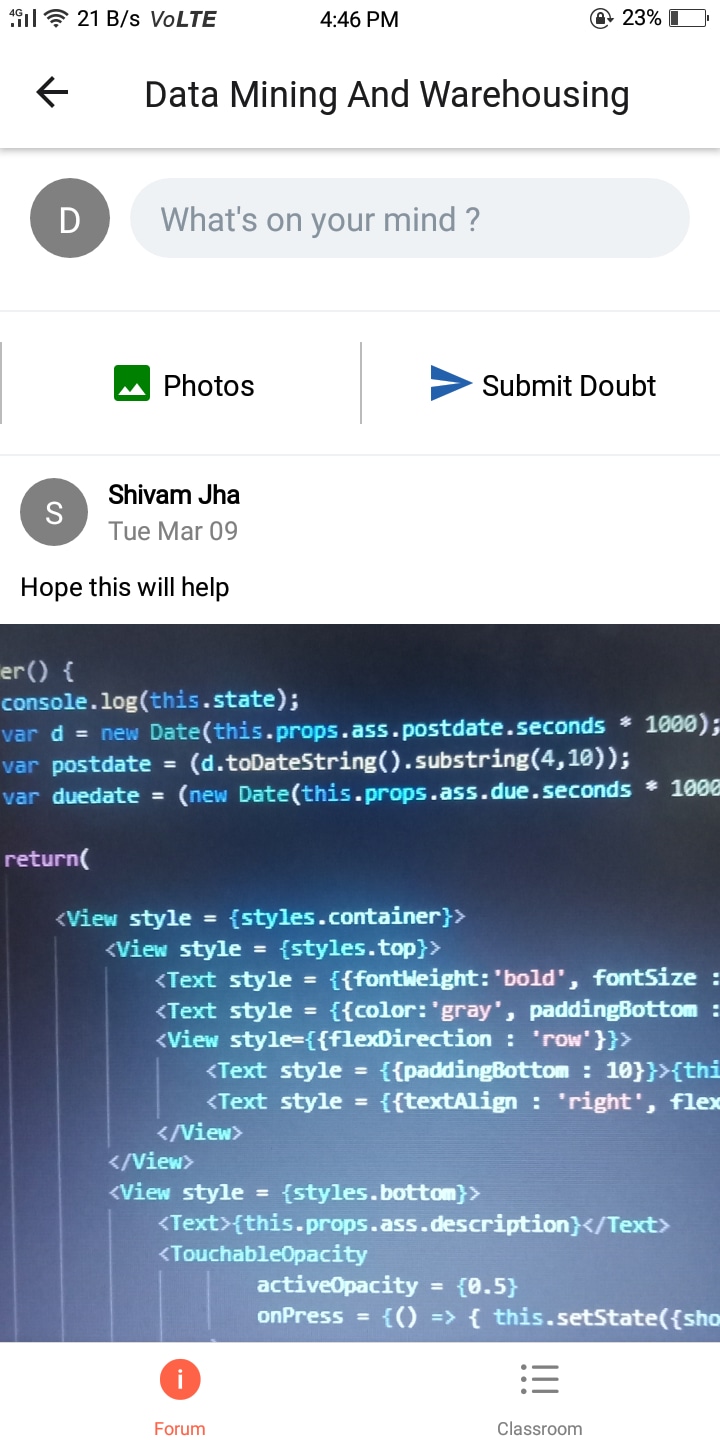 4G 21 B/s VoLTE 4:46 PM 23%
Data Mining And Warehousing
D What's on your mind ?
Photos Submit Doubt
S Shivam Jha
Tue Mar 09
Hope this will help
er() {
console.log(this.state);
var d = new Date(this.props.ass.postdate.seconds * 1000);
var postdate = (d.toDateString().substring(4,10));
var duedate = (new Date(this.props.ass.due.seconds * 1000
return(
<View style = {styles.container}>
<View style = {styles.top}>
<Text style = {{fontWeight:'bold', fontSize :
<Text style = {{color:'gray', paddingBottom :
<View style={{flexDirection : 'row'}}>
<Text style = {{paddingBottom : 10}}>{thi
<Text style = {{textAlign : 'right', flex
</View>
</View>
<View style = {styles.bottom}>
<Text>{this.props.ass.description}</Text>
<TouchableOpacity
activeOpacity = {0.5}
onPress = {() => { this.setState({sho
Forum Classroom